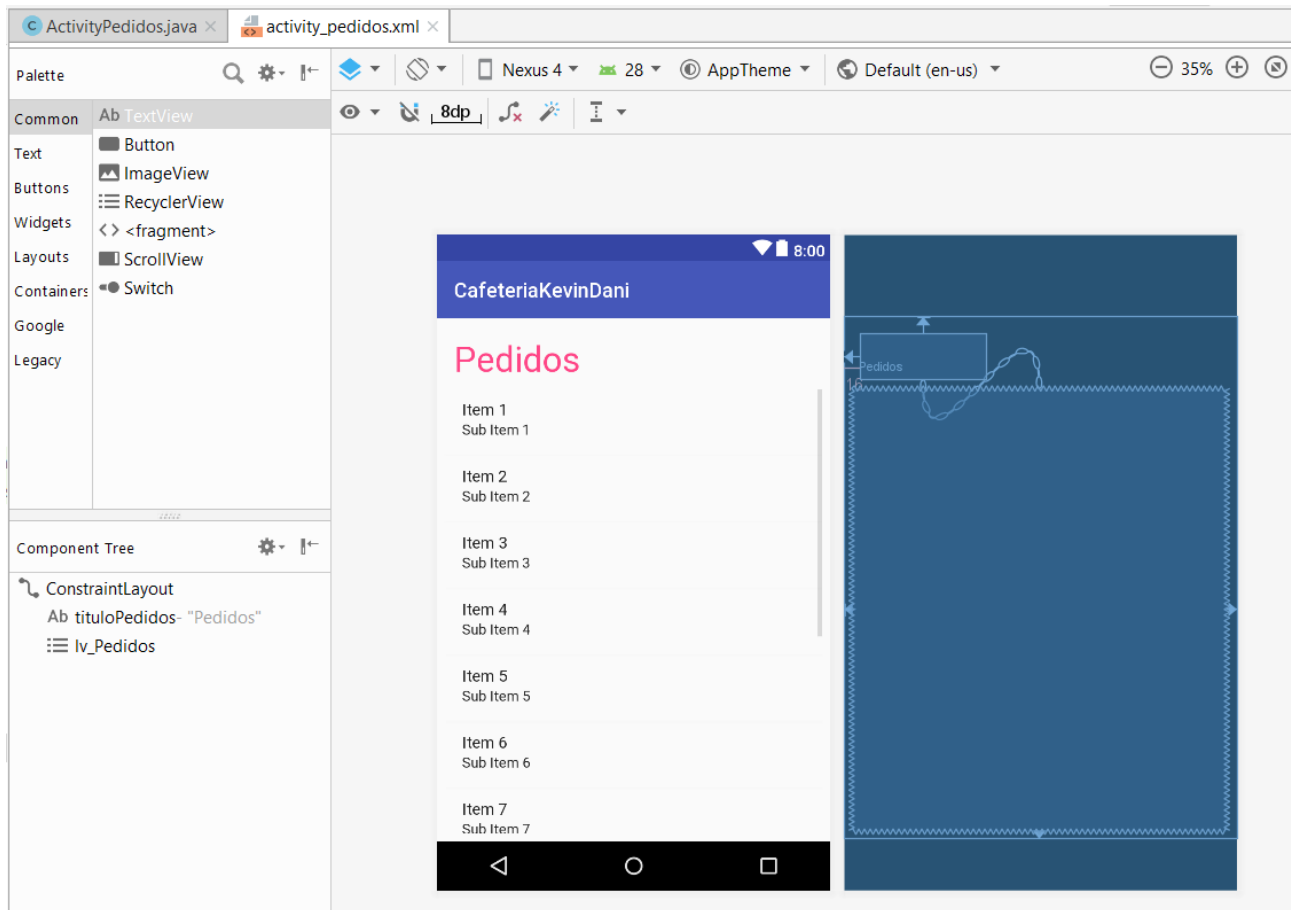 ActivityPedidos.java
activity_pedidos.xml
Palette
Nexus 4
28
AppTheme
Default (en-us)
35%
8dp
Common
Text
Buttons
Widgets
Layouts
Containers
Google
Legacy
Ab TextView
Button
ImageView
RecyclerView
<fragment>
ScrollView
Switch
8:00
CafeteriaKevinDani
Pedidos
Item 1
Sub Item 1
Item 2
Sub Item 2
Item 3
Sub Item 3
Item 4
Sub Item 4
Item 5
Sub Item 5
Item 6
Sub Item 6
Item 7
Sub Item 7
Pedidos
16
Component Tree
ConstraintLayout
Ab tituloPedidos- "Pedidos"
lv_Pedidos